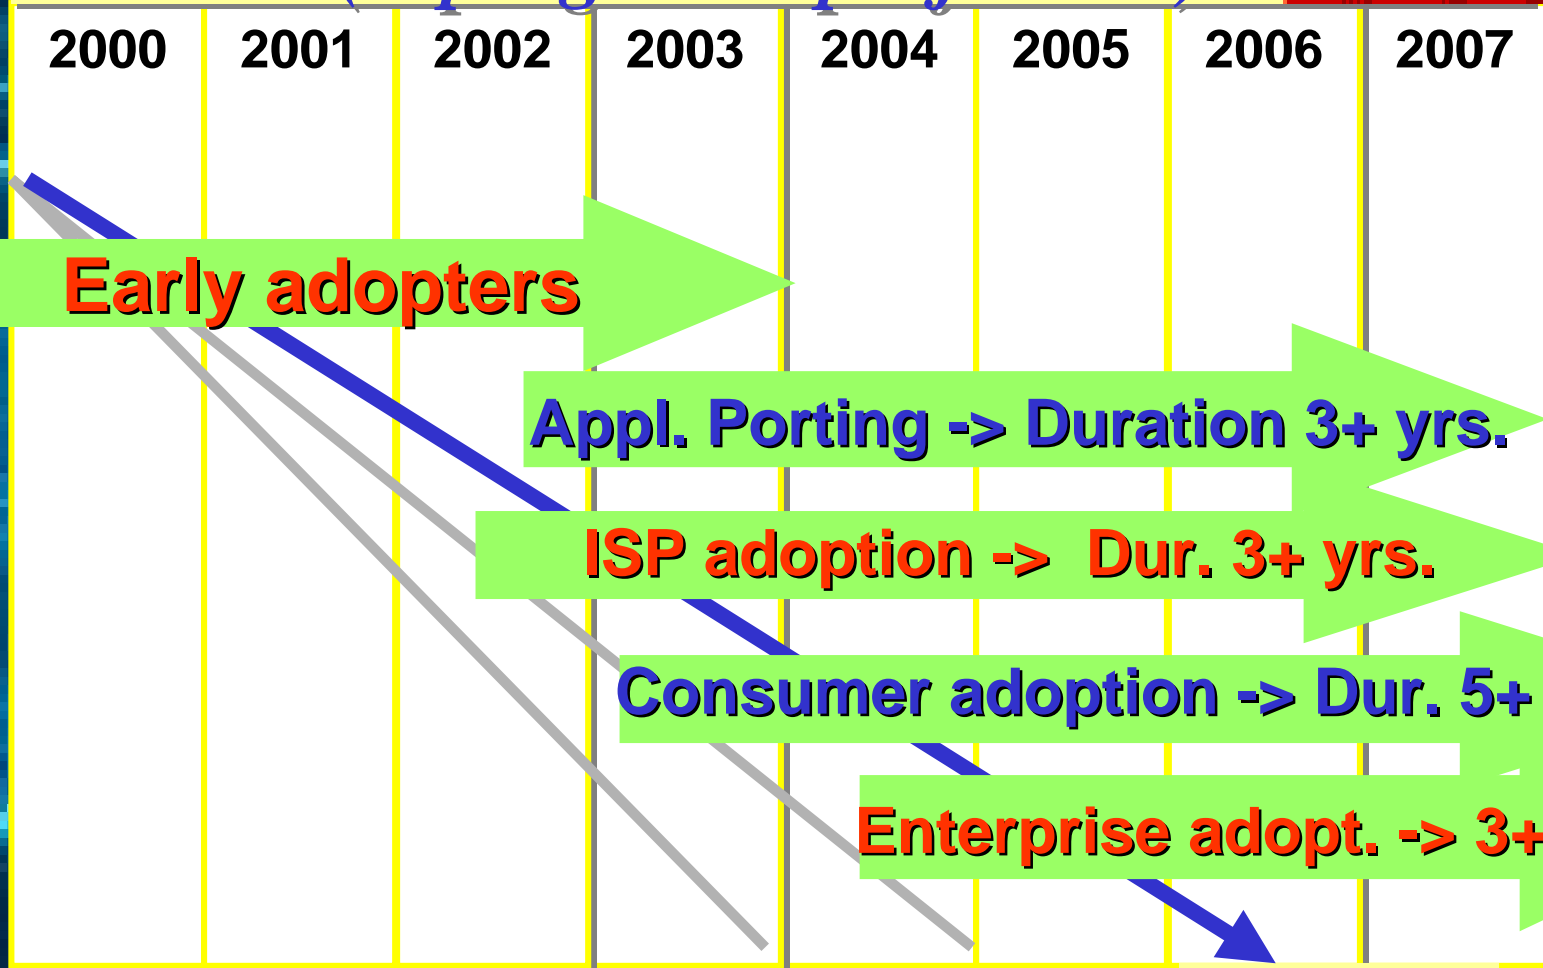 2000 2001 2002 2003 2004 2005 2006 2007
Early adopters
Appl. Porting -> Duration 3+ yrs.
ISP adoption -> Dur. 3+ yrs.
Consumer adoption -> Dur. 5+
Enterprise adopt. -> 3+